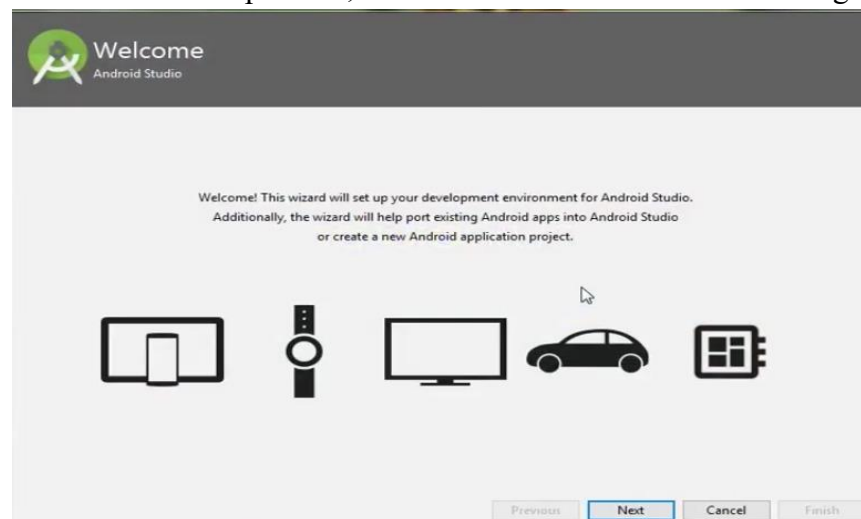 Welcome
Android Studio
Welcome! This wizard will set up your development environment for Android Studio.
Additionally, the wizard will help port existing Android apps into Android Studio
or create a new Android application project.
Previous Next Cancel Finish